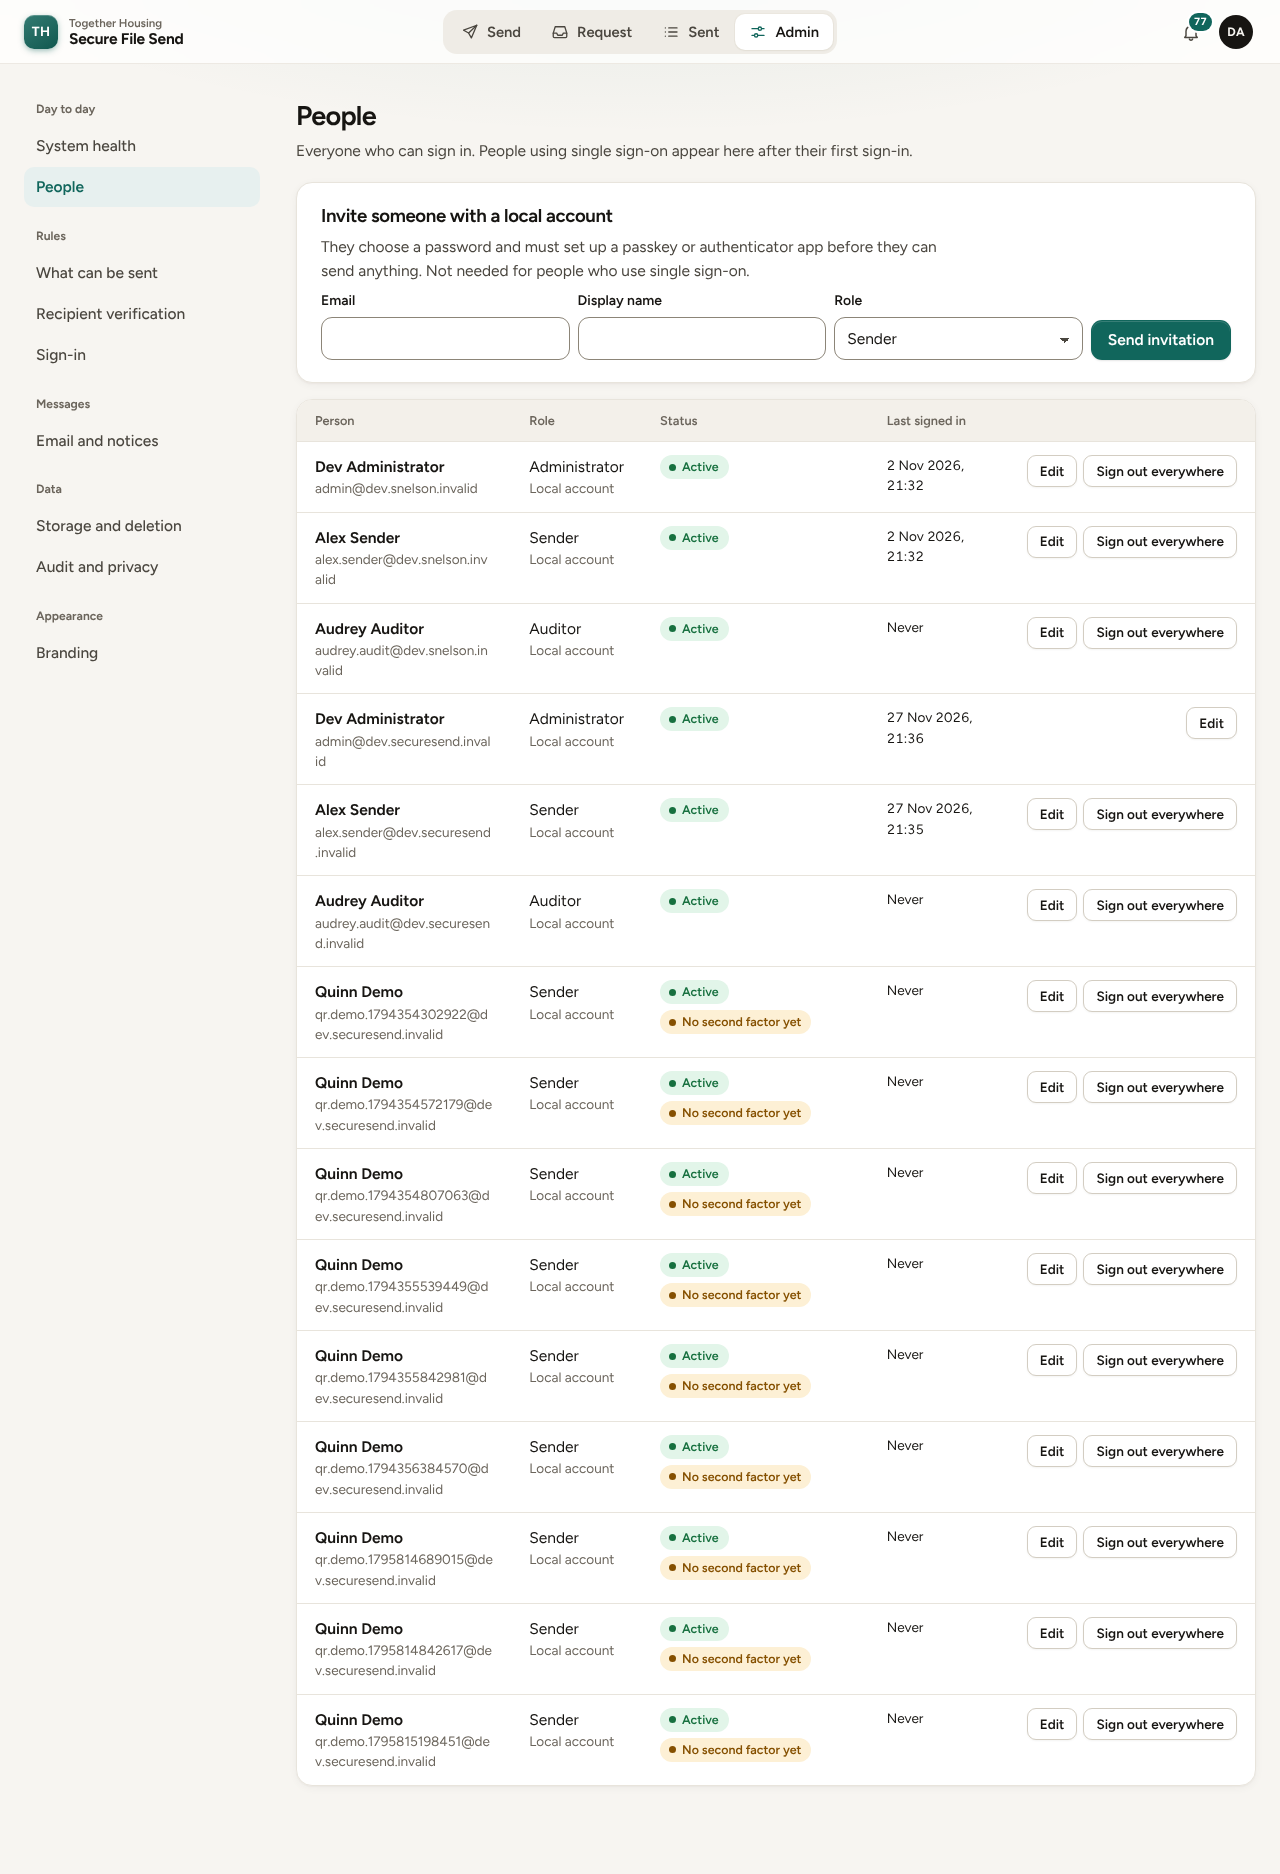 TH
Together Housing
Secure File Send
Send
Request
Sent
Admin
77
DA
Day to day
System health
People
Rules
What can be sent
Recipient verification
Sign-in
Messages
Email and notices
Data
Storage and deletion
Audit and privacy
Appearance
Branding
People
Everyone who can sign in. People using single sign-on appear here after their first sign-in.
Invite someone with a local account
They choose a password and must set up a passkey or authenticator app before they can
send anything. Not needed for people who use single sign-on.
Email
Display name
Role
Sender
Send invitation
Person
Role
Status
Last signed in
Dev Administrator
admin@dev.snelson.invalid
Administrator
Local account
Active
2 Nov 2026,
21:32
Edit
Sign out everywhere
Alex Sender
alex.sender@dev.snelson.inv
alid
Sender
Local account
Active
2 Nov 2026,
21:32
Edit
Sign out everywhere
Audrey Auditor
audrey.audit@dev.snelson.in
valid
Auditor
Local account
Active
Never
Edit
Sign out everywhere
Dev Administrator
admin@dev.securesend.inval
id
Administrator
Local account
Active
27 Nov 2026,
21:36
Edit
Alex Sender
alex.sender@dev.securesend
.invalid
Sender
Local account
Active
27 Nov 2026,
21:35
Edit
Sign out everywhere
Audrey Auditor
audrey.audit@dev.securesen
d.invalid
Auditor
Local account
Active
Never
Edit
Sign out everywhere
Quinn Demo
qr.demo.1794354302922@d
ev.securesend.invalid
Sender
Local account
Active
No second factor yet
Never
Edit
Sign out everywhere
Quinn Demo
qr.demo.1794354572179@de
v.securesend.invalid
Sender
Local account
Active
No second factor yet
Never
Edit
Sign out everywhere
Quinn Demo
qr.demo.1794354807063@d
ev.securesend.invalid
Sender
Local account
Active
No second factor yet
Never
Edit
Sign out everywhere
Quinn Demo
qr.demo.1794355539449@d
ev.securesend.invalid
Sender
Local account
Active
No second factor yet
Never
Edit
Sign out everywhere
Quinn Demo
qr.demo.1794355842981@d
ev.securesend.invalid
Sender
Local account
Active
No second factor yet
Never
Edit
Sign out everywhere
Quinn Demo
qr.demo.1794356384570@d
ev.securesend.invalid
Sender
Local account
Active
No second factor yet
Never
Edit
Sign out everywhere
Quinn Demo
qr.demo.1795814689015@de
v.securesend.invalid
Sender
Local account
Active
No second factor yet
Never
Edit
Sign out everywhere
Quinn Demo
qr.demo.1795814842617@de
v.securesend.invalid
Sender
Local account
Active
No second factor yet
Never
Edit
Sign out everywhere
Quinn Demo
qr.demo.1795815198451@de
v.securesend.invalid
Sender
Local account
Active
No second factor yet
Never
Edit
Sign out everywhere